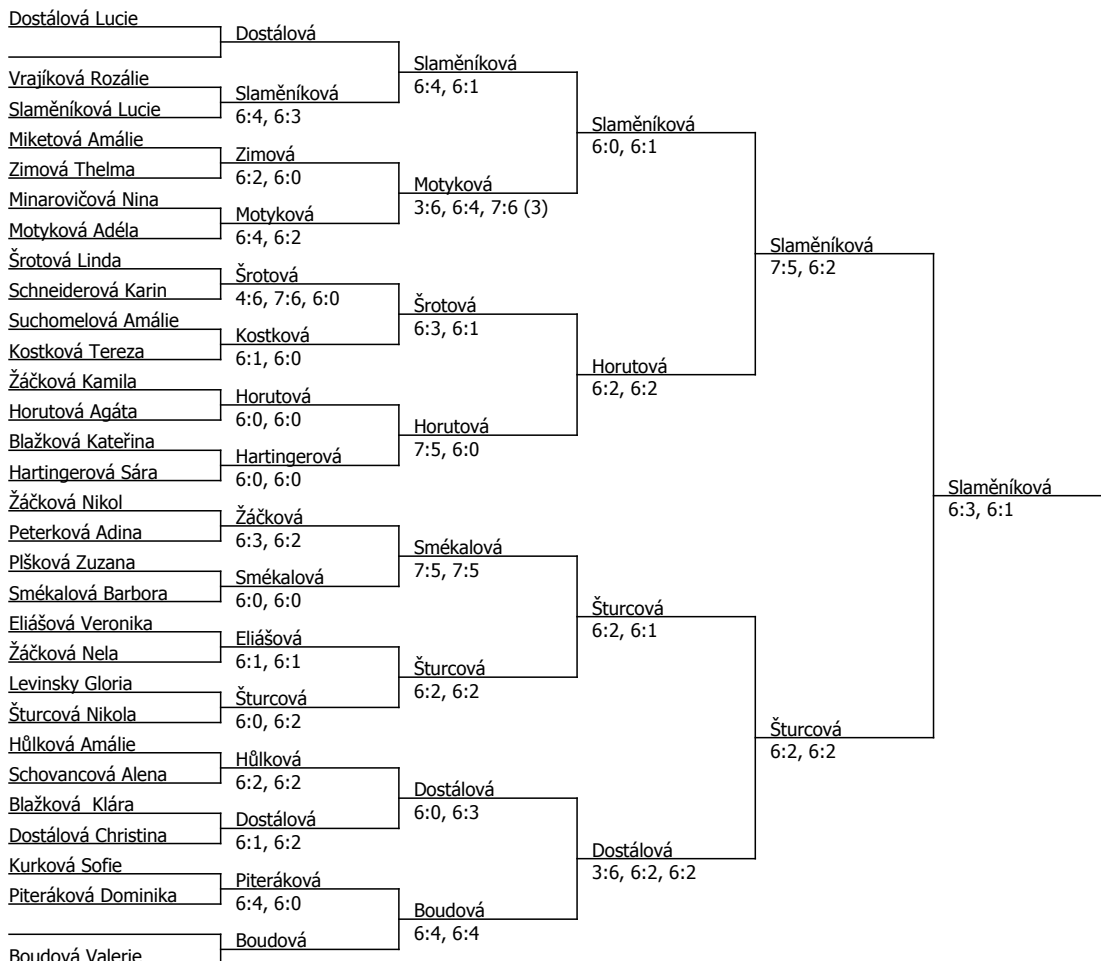 Dostálová Lucie
Vrajíková Rozálie
Slaměníková Lucie
Miketová Amálie
Zimová Thelma
Minarovičová Nina
Motyková Adéla
Šrotová Linda
Schneiderová Karin
Suchomelová Amálie
Kostková Tereza
Žáčková Kamila
Horutová Agáta
Blažková Kateřina
Hartingerová Sára
Žáčková Nikol
Peterková Adina
Plšková Zuzana
Smékalová Barbora
Eliášová Veronika
Žáčková Nela
Levinsky Gloria
Šturcová Nikola
Hůlková Amálie
Schovancová Alena
Blažková  Klára
Dostálová Christina
Kurková Sofie
Piteráková Dominika
Boudová Valerie
Dostálová
Slaměníková
6:4, 6:3
Zimová
6:2, 6:0
Motyková
6:4, 6:2
Šrotová
4:6, 7:6, 6:0
Kostková
6:1, 6:0
Horutová
6:0, 6:0
Hartingerová
6:0, 6:0
Žáčková
6:3, 6:2
Smékalová
6:0, 6:0
Eliášová
6:1, 6:1
Šturcová
6:0, 6:2
Hůlková
6:2, 6:2
Dostálová
6:1, 6:2
Piteráková
6:4, 6:0
Boudová
Slaměníková
6:4, 6:1
Motyková
3:6, 6:4, 7:6 (3)
Šrotová
6:3, 6:1
Horutová
7:5, 6:0
Smékalová
7:5, 7:5
Šturcová
6:2, 6:2
Dostálová
6:0, 6:3
Boudová
6:4, 6:4
Slaměníková
6:0, 6:1
Horutová
6:2, 6:2
Šturcová
6:2, 6:1
Dostálová
3:6, 6:2, 6:2
Slaměníková
7:5, 6:2
Šturcová
6:2, 6:2
Slaměníková
6:3, 6:1